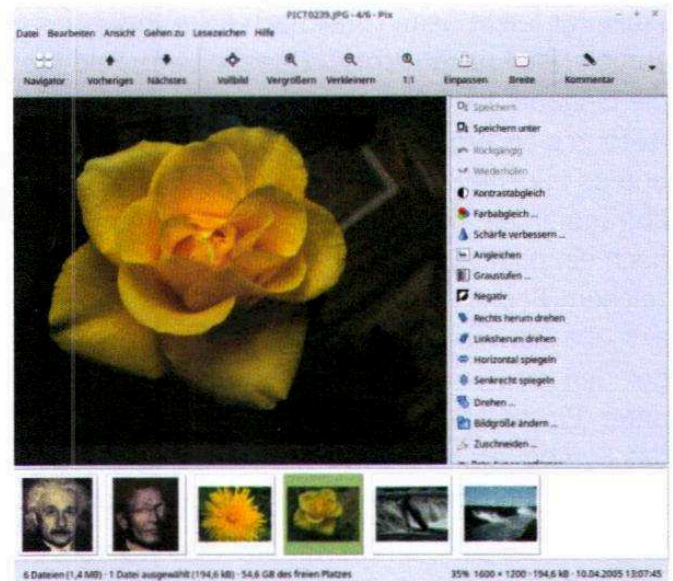 PICT0239.JPG - 4/6 - Pix
Datei Bearbeiten Ansicht Gehen zu Lesezeichen Hilfe
Navigator Vorheriges Nächstes Vollbild Vergrößern Verkleinern 1:1 Einpassen Breite Kommentar
Speichern
Speichern unter
Rückgängig
Wiederholen
Kontrastabgleich
Farbabgleich ...
Schärfe verbessern ...
Angleichen
Graustufen ...
Negativ
Rechts herum drehen
Linksherum drehen
Horizontal spiegeln
Senkrecht spiegeln
Drehen ...
Bildgröße ändern ...
Zuschneiden ...
6 Dateien (1,4 MB) · 1 Datei ausgewählt (194,6 kB) · 54,6 GB des freien Platzes
35% 1600 × 1200 · 194,6 kB · 10.04.2005 13:07:45